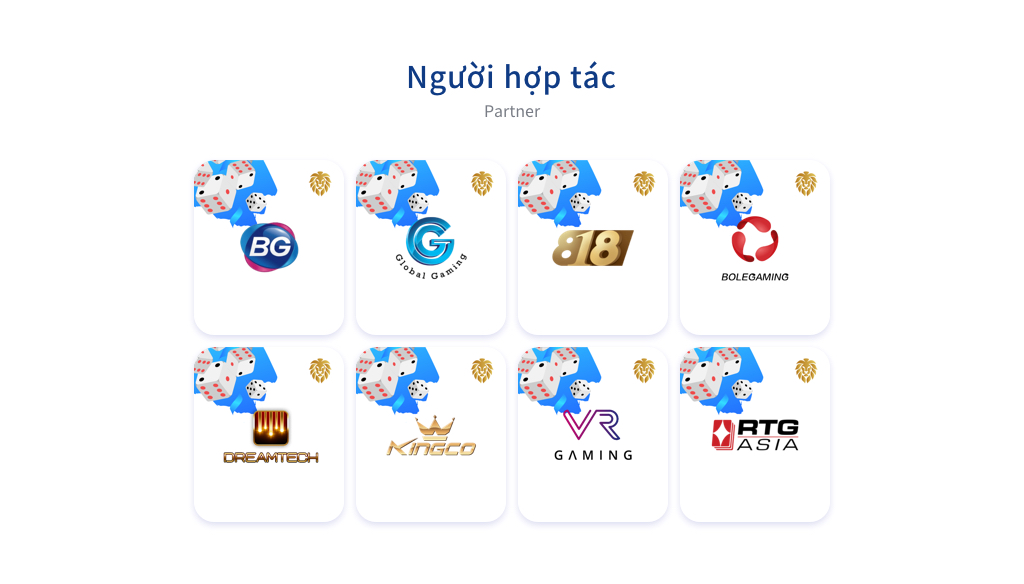 Người hợp tác
Partner
BG
Global Gaming
818
BOLEGAMING
DREAMTECH
KINGCO
VR
GAMING
RTG
ASIA